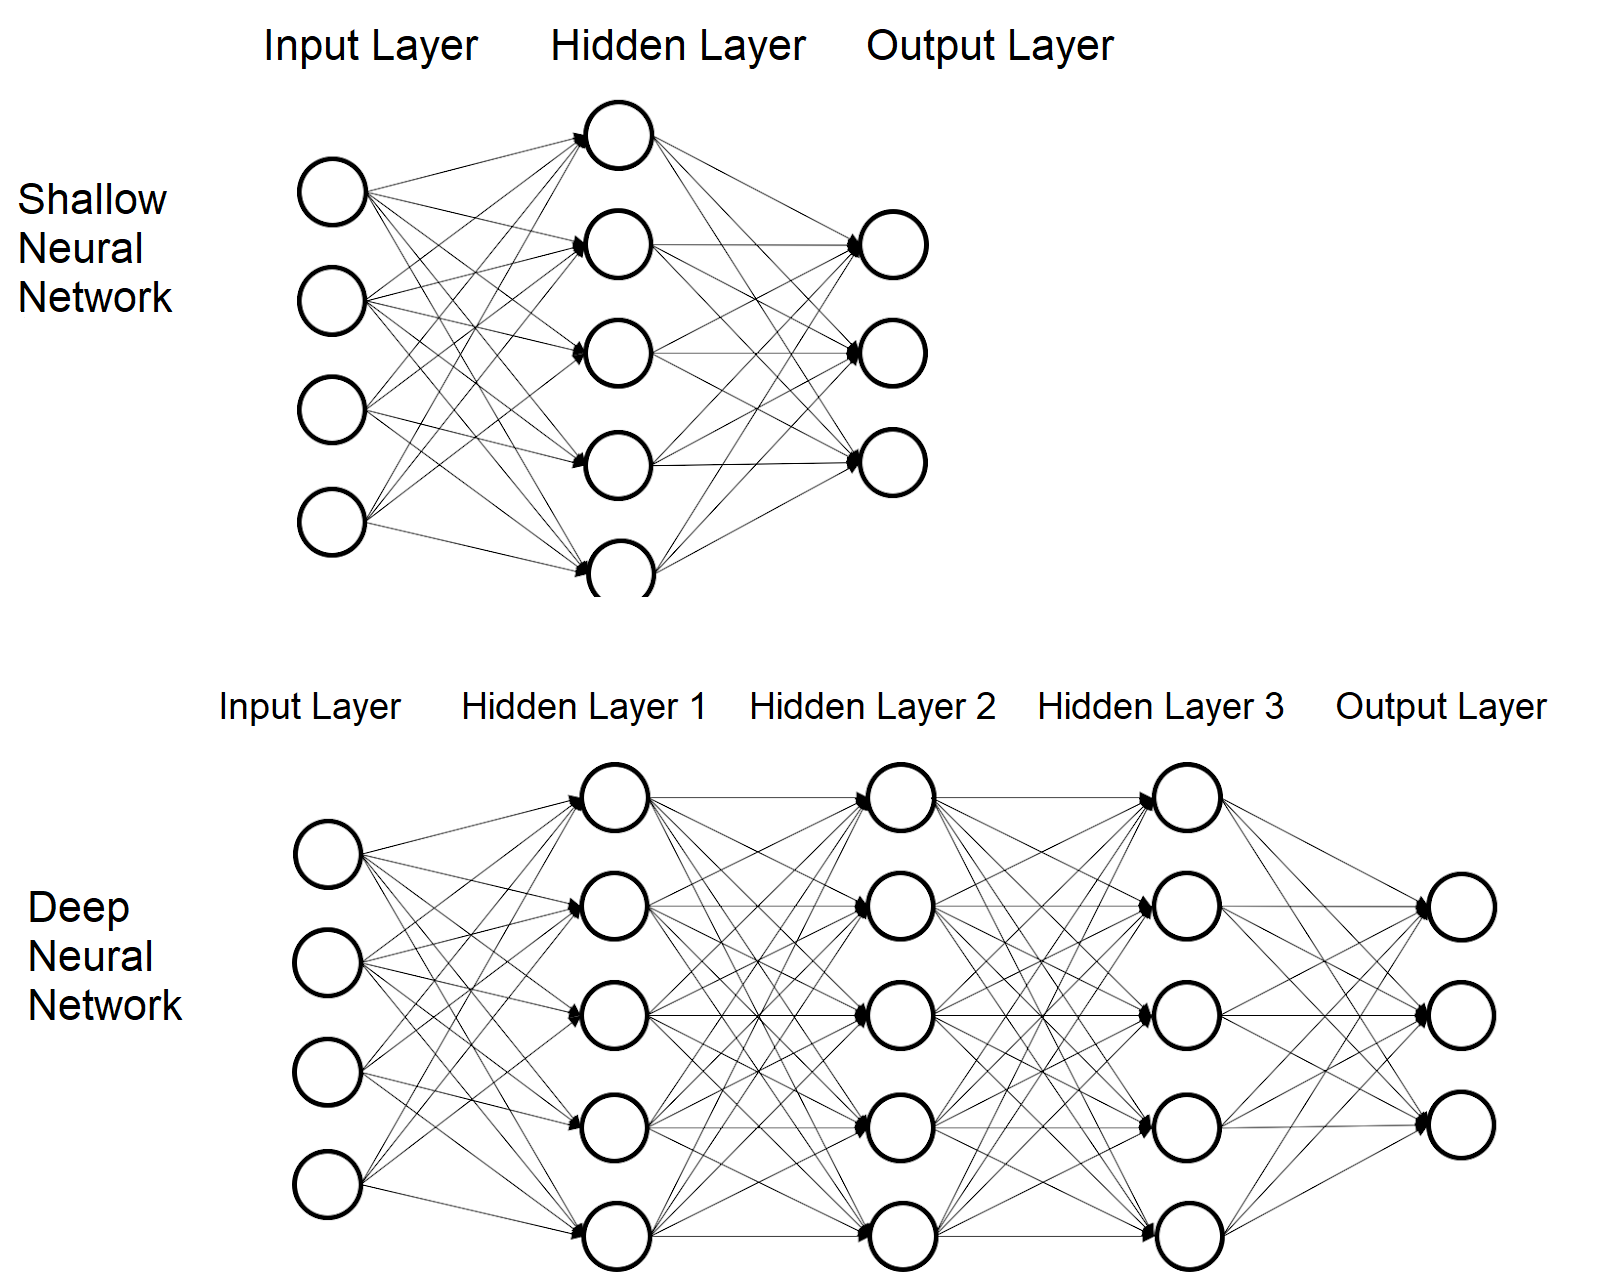 Input Layer Hidden Layer Output Layer
Shallow
Neural
Network
Input Layer Hidden Layer 1 Hidden Layer 2 Hidden Layer 3 Output Layer
Deep
Neural
Network